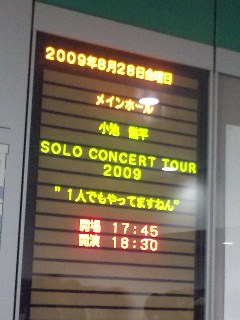 2009年8月28日金曜日
メインホール
小池 徹平
SOLO CONCERT TOUR
2009
"1人でもやってますねん"
開場 17:45
開演 18:30